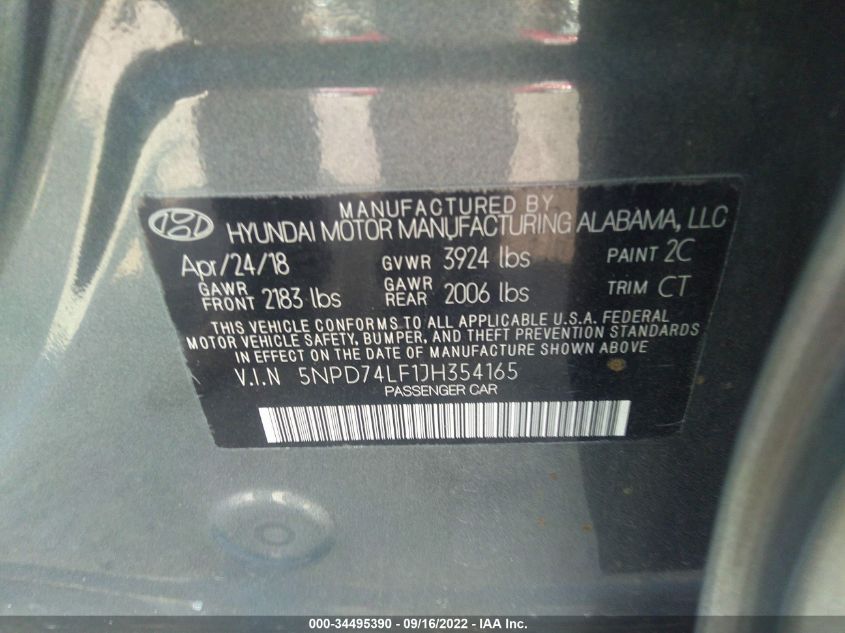 MANUFACTURED BY
HYUNDAI MOTOR MANUFACTURING ALABAMA, LLC
Apr/24/18 GVWR 3924 lbs PAINT 2C
GAWR FRONT 2183 lbs GAWR REAR 2006 lbs TRIM CT
THIS VEHICLE CONFORMS TO ALL APPLICABLE U.S.A. FEDERAL
MOTOR VEHICLE SAFETY, BUMPER, AND THEFT PREVENTION STANDARDS
IN EFFECT ON THE DATE OF MANUFACTURE SHOWN ABOVE.
V.I.N 5NPD74LF1JH354165
PASSENGER CAR
000-34495390 - 09/16/2022 - IAA Inc.